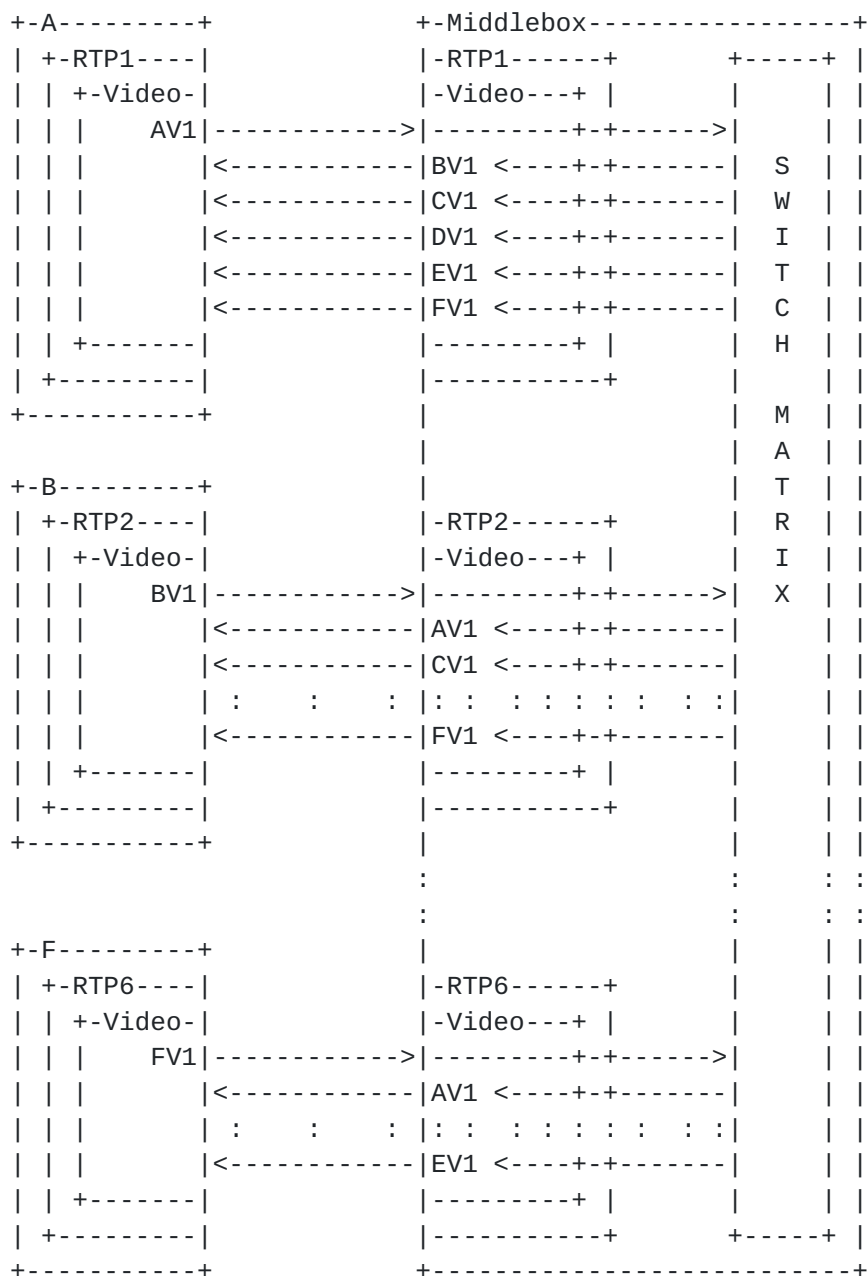 +-A---------+             +-Middlebox-----------------+
| +-RTP1----|             |-RTP1------+       +-----+ |
| | +-Video-|             |-Video---+ |       |     | |
| | |    AV1|------------>|---------+-+------>|     | |
| | |       |<------------|BV1 <----+-+-------|  S  | |
| | |       |<------------|CV1 <----+-+-------|  W  | |
| | |       |<------------|DV1 <----+-+-------|  I  | |
| | |       |<------------|EV1 <----+-+-------|  T  | |
| | |       |<------------|FV1 <----+-+-------|  C  | |
| | +-------|             |---------+ |       |  H  | |
| +---------|             |-----------+       |     | |
+-----------+             |                   |  M  | |
                          |                   |  A  | |
+-B---------+             |                   |  T  | |
| +-RTP2----|             |-RTP2------+       |  R  | |
| | +-Video-|             |-Video---+ |       |  I  | |
| | |    BV1|------------>|---------+-+------>|  X  | |
| | |       |<------------|AV1 <----+-+-------|     | |
| | |       |<------------|CV1 <----+-+-------|     | |
| | |       | :    :    : |: :  : : : : :  : :|     | |
| | |       |<------------|FV1 <----+-+-------|     | |
| | +-------|             |---------+ |       |     | |
| +---------|             |-----------+       |     | |
+-----------+             |                   |     | |
                          :                   :     : :
                          :                   :     : :
+-F---------+             |                   |     | |
| +-RTP6----|             |-RTP6------+       |     | |
| | +-Video-|             |-Video---+ |       |     | |
| | |    FV1|------------>|---------+-+------>|     | |
| | |       |<------------|AV1 <----+-+-------|     | |
| | |       | :    :    : |: :  : : : : :  : :|     | |
| | |       |<------------|EV1 <----+-+-------|     | |
| | +-------|             |---------+ |       |     | |
| +---------|             |-----------+       +-----+ |
+-----------+             +---------------------------+